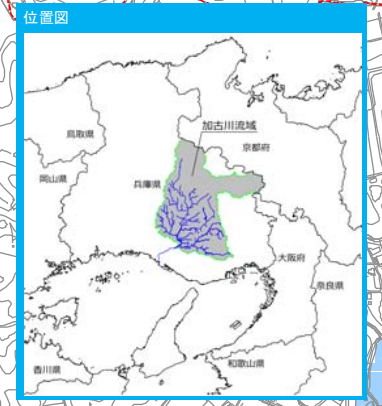 位置図
鳥取県
加古川流域
京都府
岡山県
兵庫県
大阪府
奈良県
和歌山県
香川県